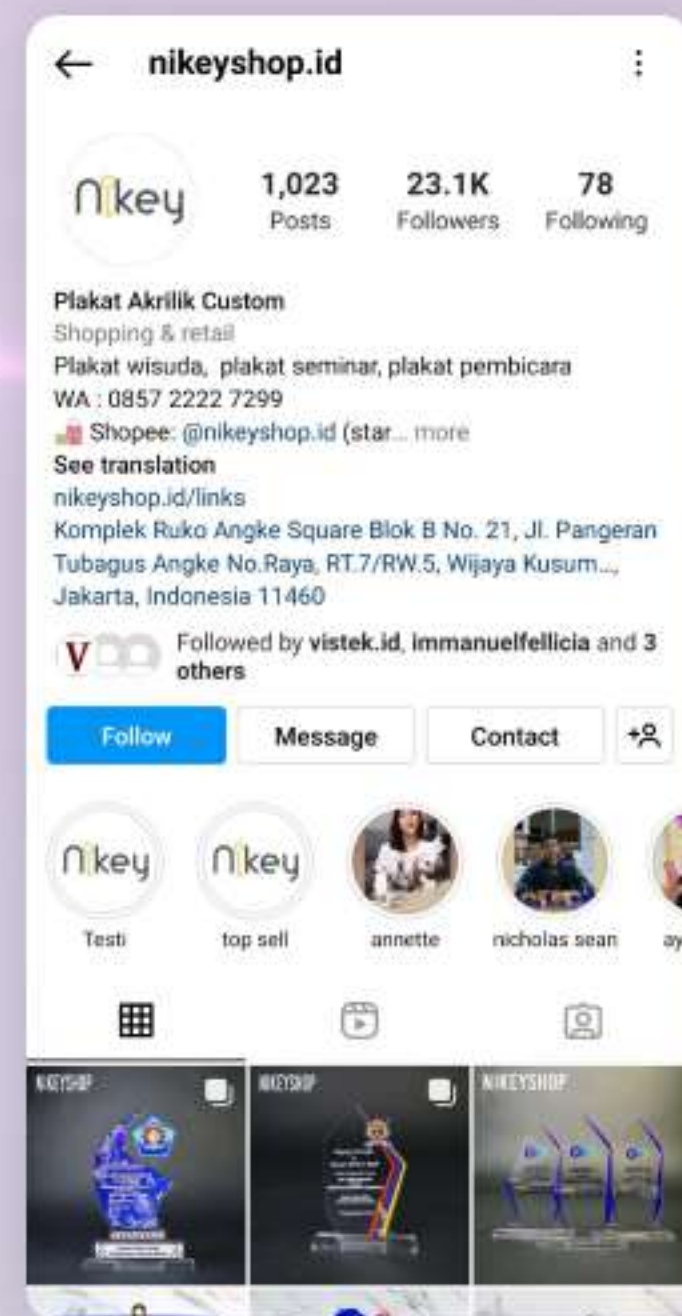 nikeyshop.id
Nikey
1,023 23.1K 78
Posts Followers Following
Plakat Akrilik Custom
Shopping & retail
Plakat wisuda, plakat seminar, plakat pembicara
WA : 0857 2222 7299
Shopee: @nikeyshop.id (star... more
See translation
nikeyshop.id/links
Komplek Ruko Angke Square Blok B No. 21, Jl. Pangeran
Tubagus Angke No.Raya, RT.7/RW.5, Wijaya Kusum...,
Jakarta, Indonesia 11460
V
Followed by vistek.id, immanuelfellicia and 3
others
Follow Message Contact
Nikey Nikey
Testi top sell annette nicholas sean ay
NIKEYSHOP NIKEYSHOP NIKEYSHOP